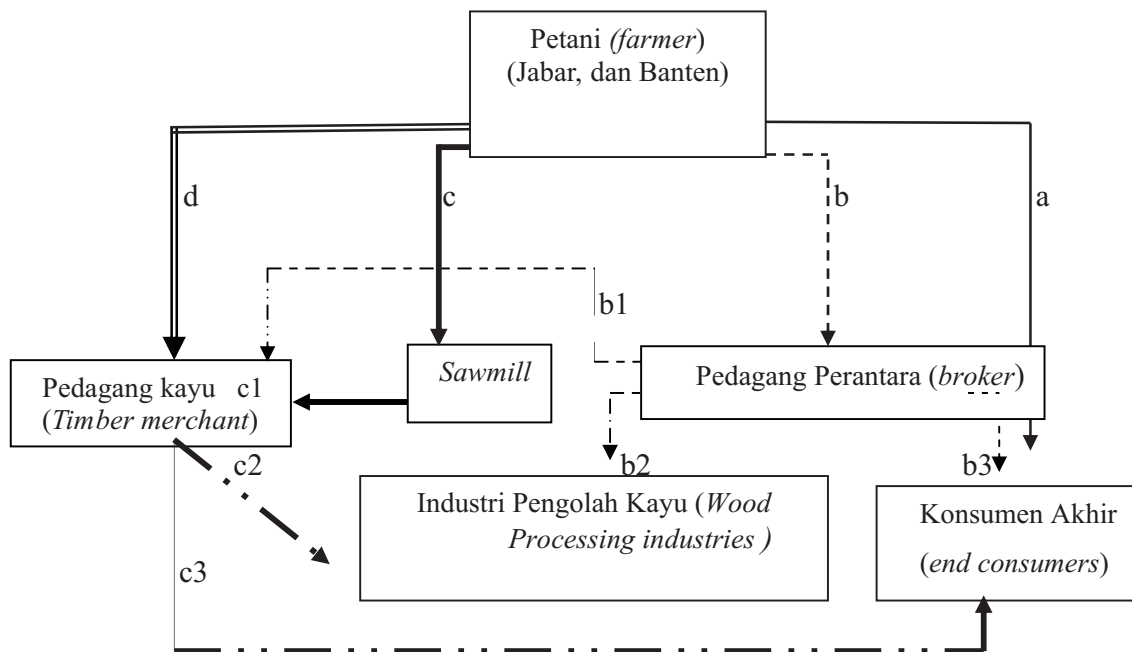 Petani (farmer)
(Jabar, dan Banten)
d
c
b
a
b1
Pedagang kayu c1
(Timber merchant)
Sawmill
Pedagang Perantara (broker)
c2
b2
b3
Industri Pengolah Kayu (Wood
Processing industries )
Konsumen Akhir
(end consumers)
c3